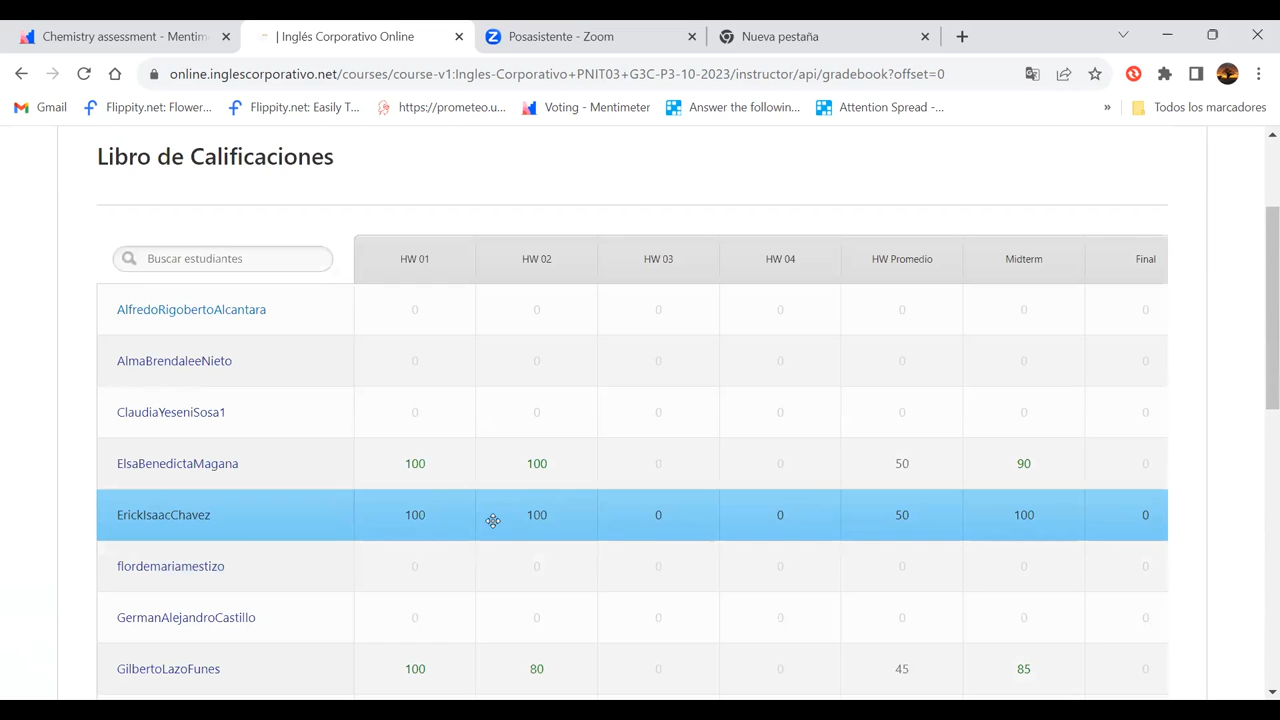 Chemistry assessment - Mentime
| Inglés Corporativo Online
Posasistente - Zoom
Nueva pestaña
online.inglescorporativo.net/courses/course-v1:Ingles-Corporativo+PNIT03+G3C-P3-10-2023/instructor/api/gradebook?offset=0
Gmail
Flippity.net: Flower...
Flippity.net: Easily T...
https://prometeo.u...
Voting - Mentimeter
Answer the followin...
Attention Spread -...
» Todos los marcadores
Libro de Calificaciones
Buscar estudiantes HW 01 HW 02 HW 03 HW 04 HW Promedio Midterm Final
AlfredoRigobertoAlcantara 0 0 0 0 0 0 0
AlmaBrendaleeNieto 0 0 0 0 0 0 0
ClaudiaYeseniSosa1 0 0 0 0 0 0 0
ElsaBenedictaMagana 100 100 0 0 50 90 0
ErickIsaacChavez 100 100 0 0 50 100 0
flordemariamestizo 0 0 0 0 0 0 0
GermanAlejandroCastillo 0 0 0 0 0 0 0
GilbertoLazoFunes 100 80 0 0 45 85 0